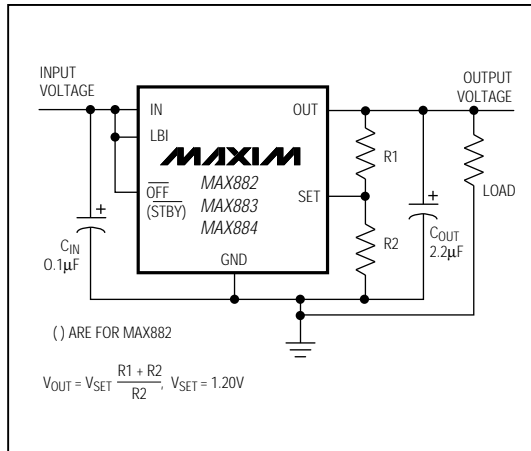 INPUT
VOLTAGE
OUTPUT
VOLTAGE
IN
OUT
LBI
MAXIM
R1
OFF
(STBY)
MAX882
MAX883
MAX884
SET
LOAD
+
CIN
0.1µF
GND
R2
+
COUT
2.2µF
( ) ARE FOR MAX882
VOUT = VSET R1 + R2 / R2, VSET = 1.20V